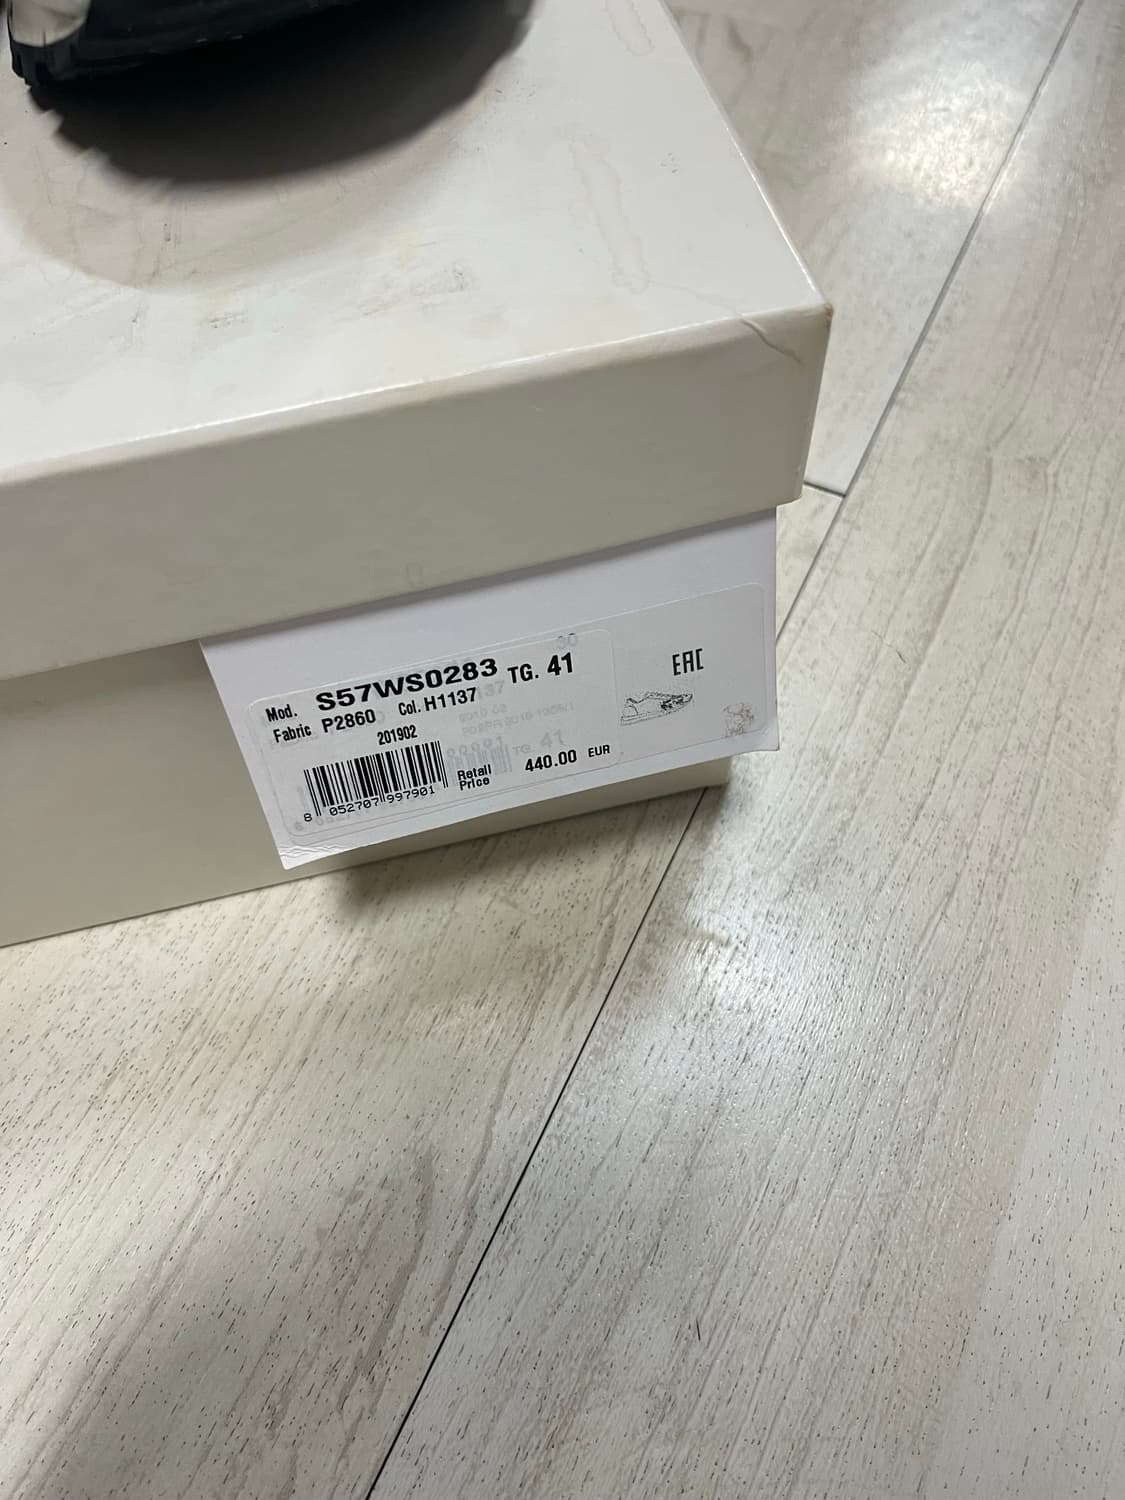 Mod. S57WS0283 TG. 41
Fabric P2860 Col. H1137
201902
8 052707 997901
Retail Price 440.00 EUR
EAC